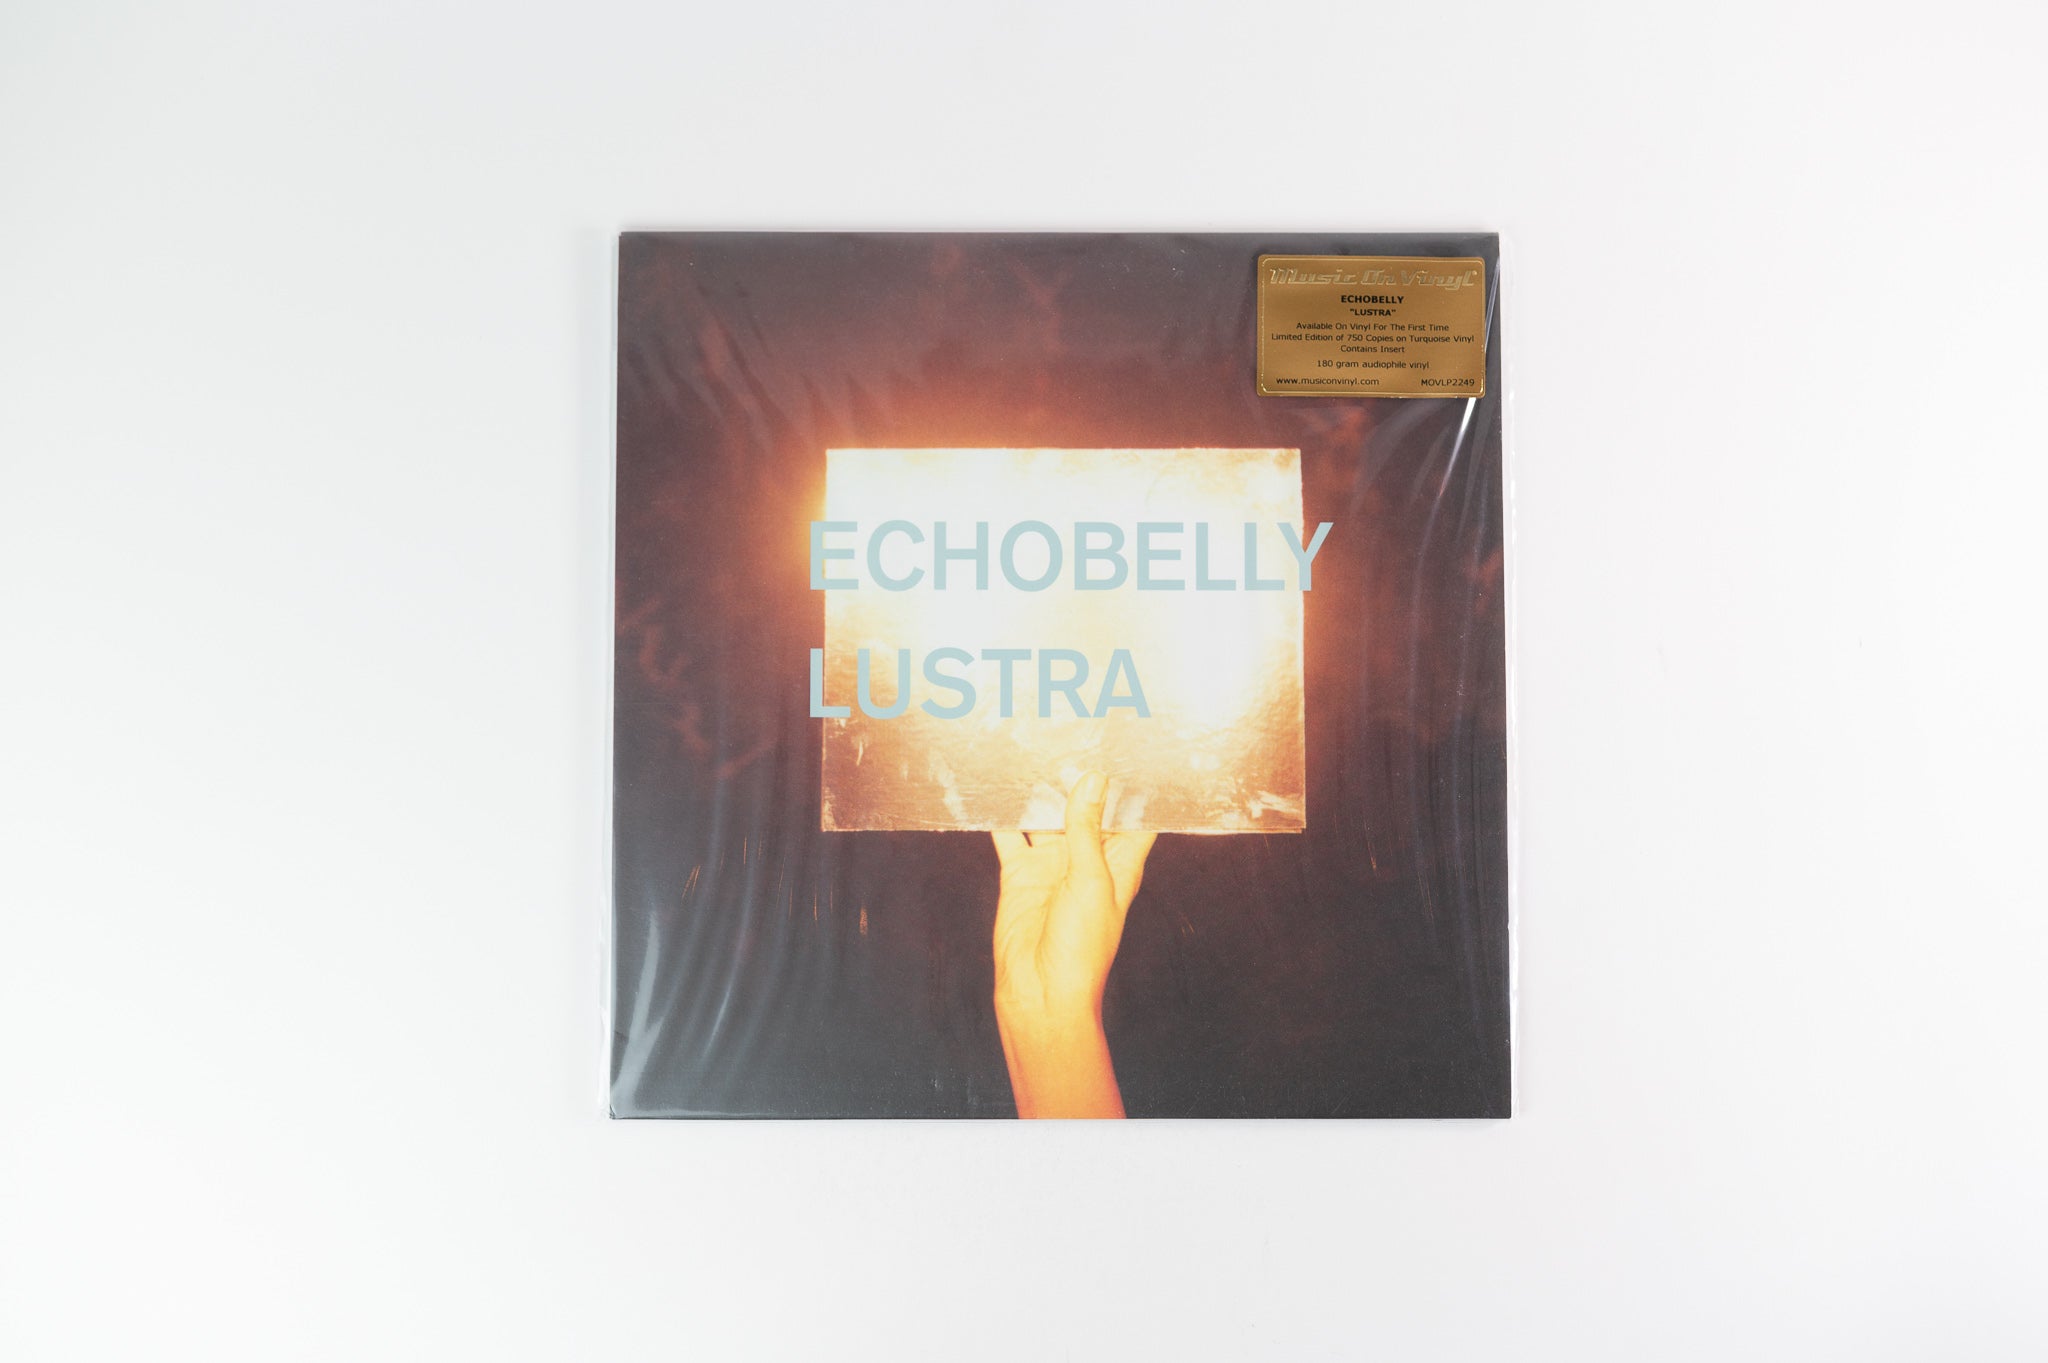 Music On Vinyl
ECHOBELLY
"LUSTRA"
Available On Vinyl For The First Time
Limited Edition of 750 Copies on Turquoise Vinyl
Contains Insert
180 gram audiophile vinyl
www.musiconvinyl.com MOVLP2249
ECHOBELLY
LUSTRA